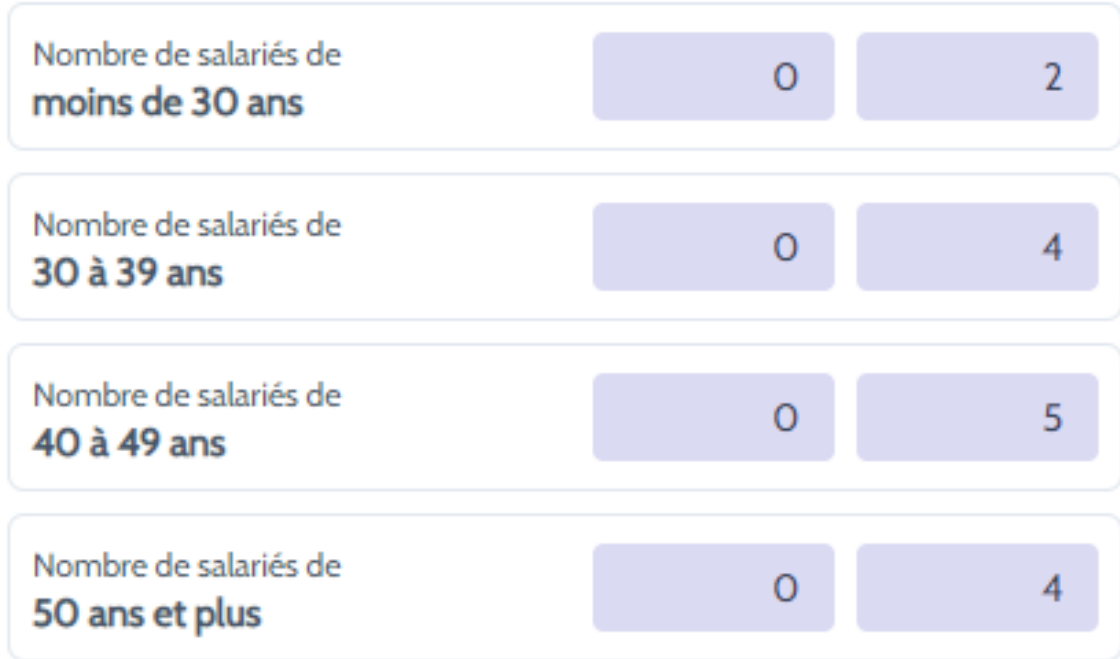 Nombre de salariés de
moins de 30 ans
0 2
Nombre de salariés de
30 à 39 ans
0 4
Nombre de salariés de
40 à 49 ans
0 5
Nombre de salariés de
50 ans et plus
0 4